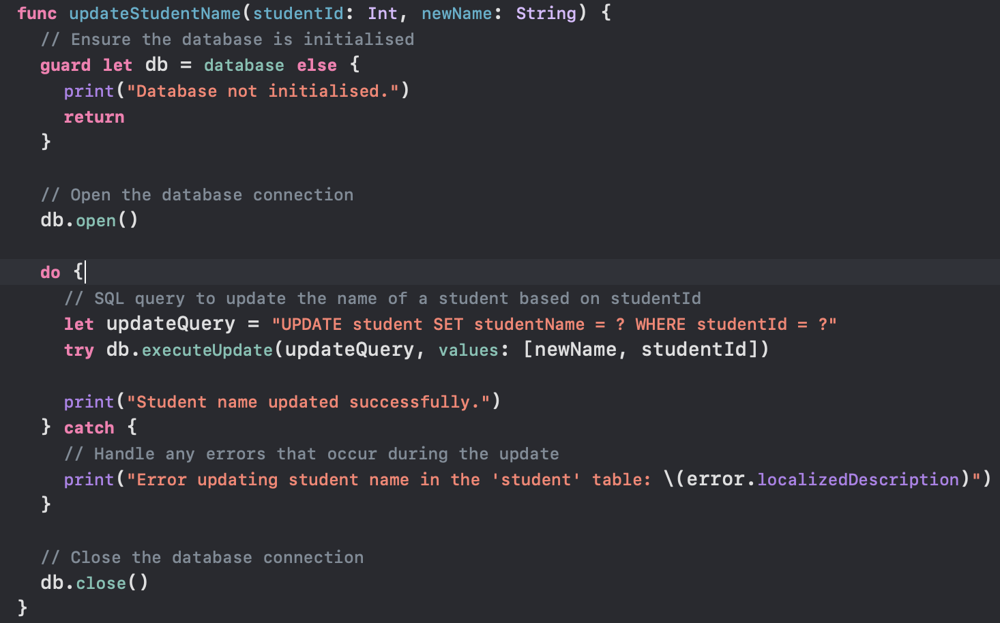 func updateStudentName(studentId: Int, newName: String) {
// Ensure the database is initialised
guard let db = database else {
print("Database not initialised.")
return
}
// Open the database connection
db.open()
do {
// SQL query to update the name of a student based on studentId
let updateQuery = "UPDATE student SET studentName = ? WHERE studentId = ?"
try db.executeUpdate(updateQuery, values: [newName, studentId])
print("Student name updated successfully.")
} catch {
// Handle any errors that occur during the update
print("Error updating student name in the 'student' table: \(error.localizedDescription)")
}
// Close the database connection
db.close()
}